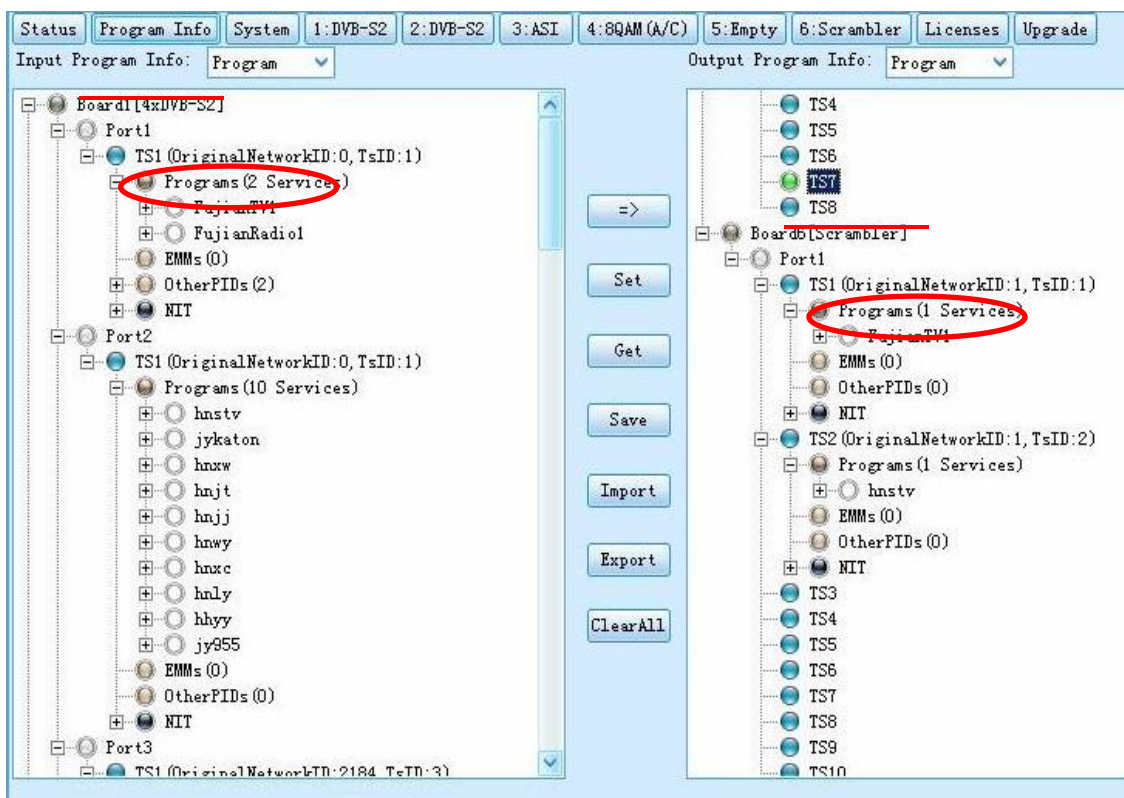 Status Program Info System 1:DVB-S2 2:DVB-S2 3:ASI 4:8QAM(A/C) 5:Empty 6:Scrambler Licenses Upgrade
Input Program Info: Program
Board1[4xDVB-S2]
Port1
TS1(OriginalNetworkID:0,TsID:1)
Programs(2 Services)
FujianTV1
FujianRadio1
EMMs(0)
OtherPIDs(2)
NIT
Port2
TS1(OriginalNetworkID:0,TsID:1)
Programs(10 Services)
hnstv
jykaton
hnxw
hnjt
hnjj
hnwy
hnxc
hnly
hhyy
jy955
EMMs(0)
OtherPIDs(0)
NIT
Port3
TS1(OriginalNetworkID:2184,TsID:3)
=>
Set
Get
Save
Import
Export
ClearAll
Output Program Info: Program
TS4
TS5
TS6
TS7
TS8
Board6[Scrambler]
Port1
TS1(OriginalNetworkID:1,TsID:1)
Programs(1 Services)
FujianTV1
EMMs(0)
OtherPIDs(0)
NIT
TS2(OriginalNetworkID:1,TsID:2)
Programs(1 Services)
hnstv
EMMs(0)
OtherPIDs(0)
NIT
TS3
TS4
TS5
TS6
TS7
TS8
TS9
TS10